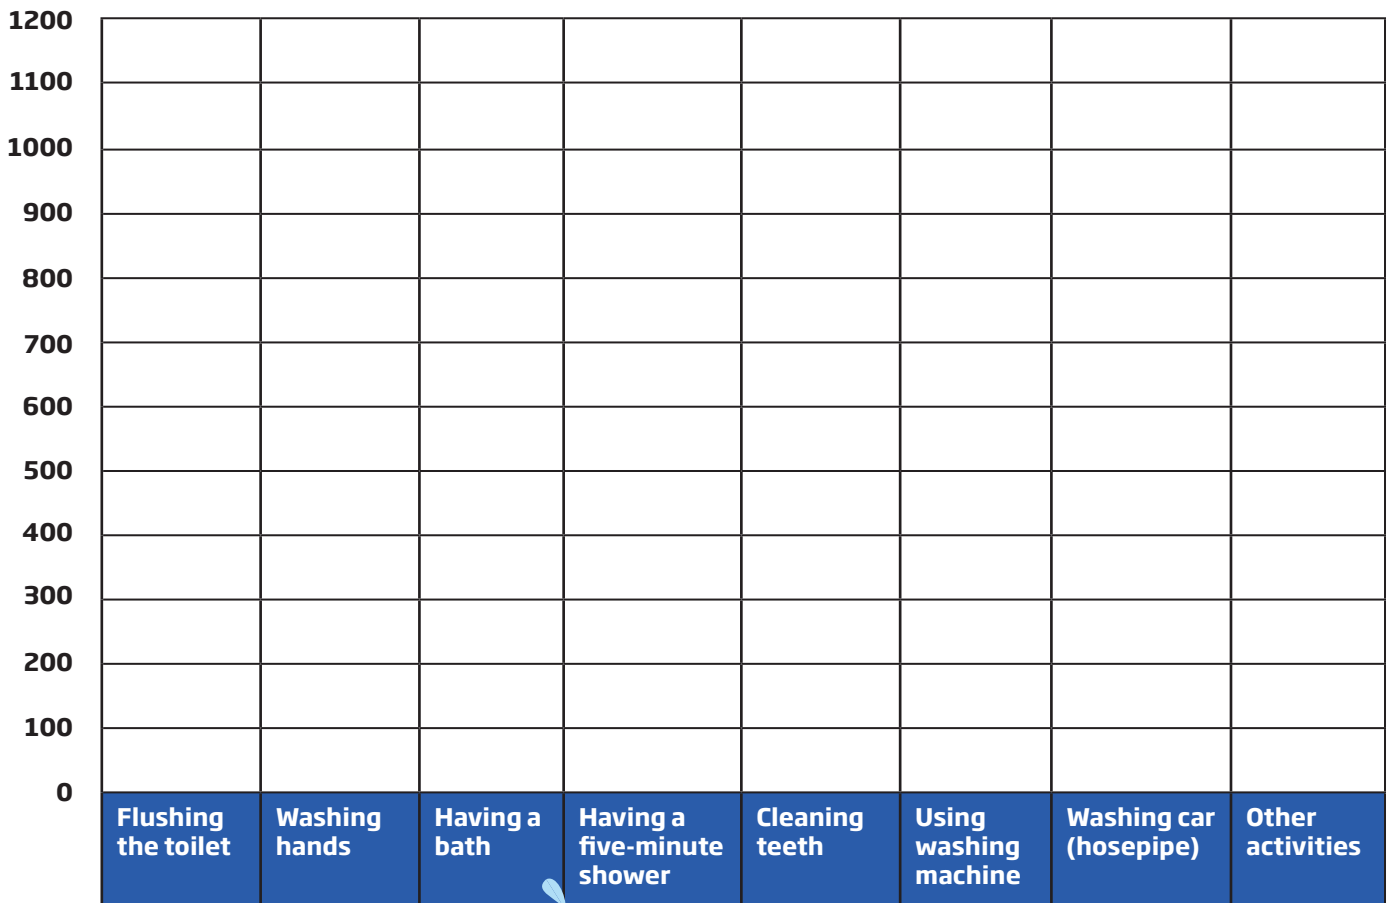 1200
1100
1000
900
800
700
600
500
400
300
200
100
0
Flushing
the toilet
Washing
hands
Having a
bath
Having a
five-minute
shower
Cleaning
teeth
Using
washing
machine
Washing car
(hosepipe)
Other
activities